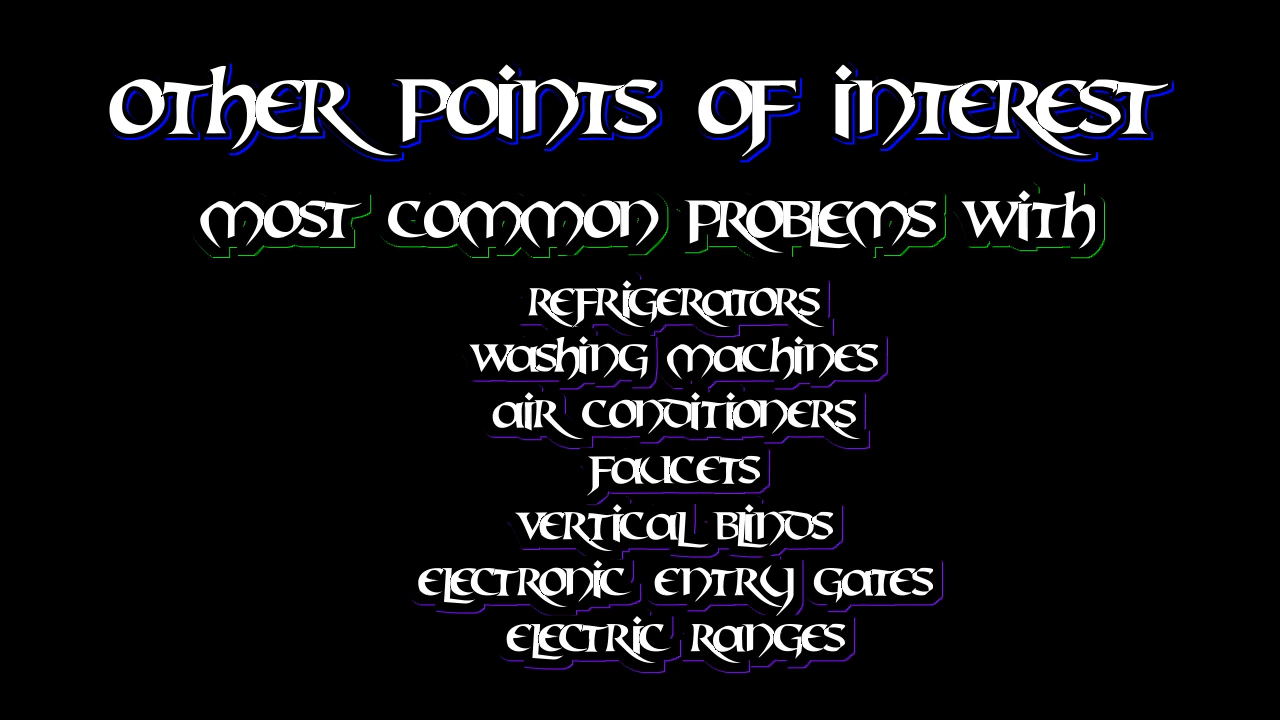 Other Points of Interest
Most Common Problems With
Refrigerators
Washing Machines
Air Conditioners
Faucets
Vertical Blinds
Electronic Entry Gates
Electric Ranges